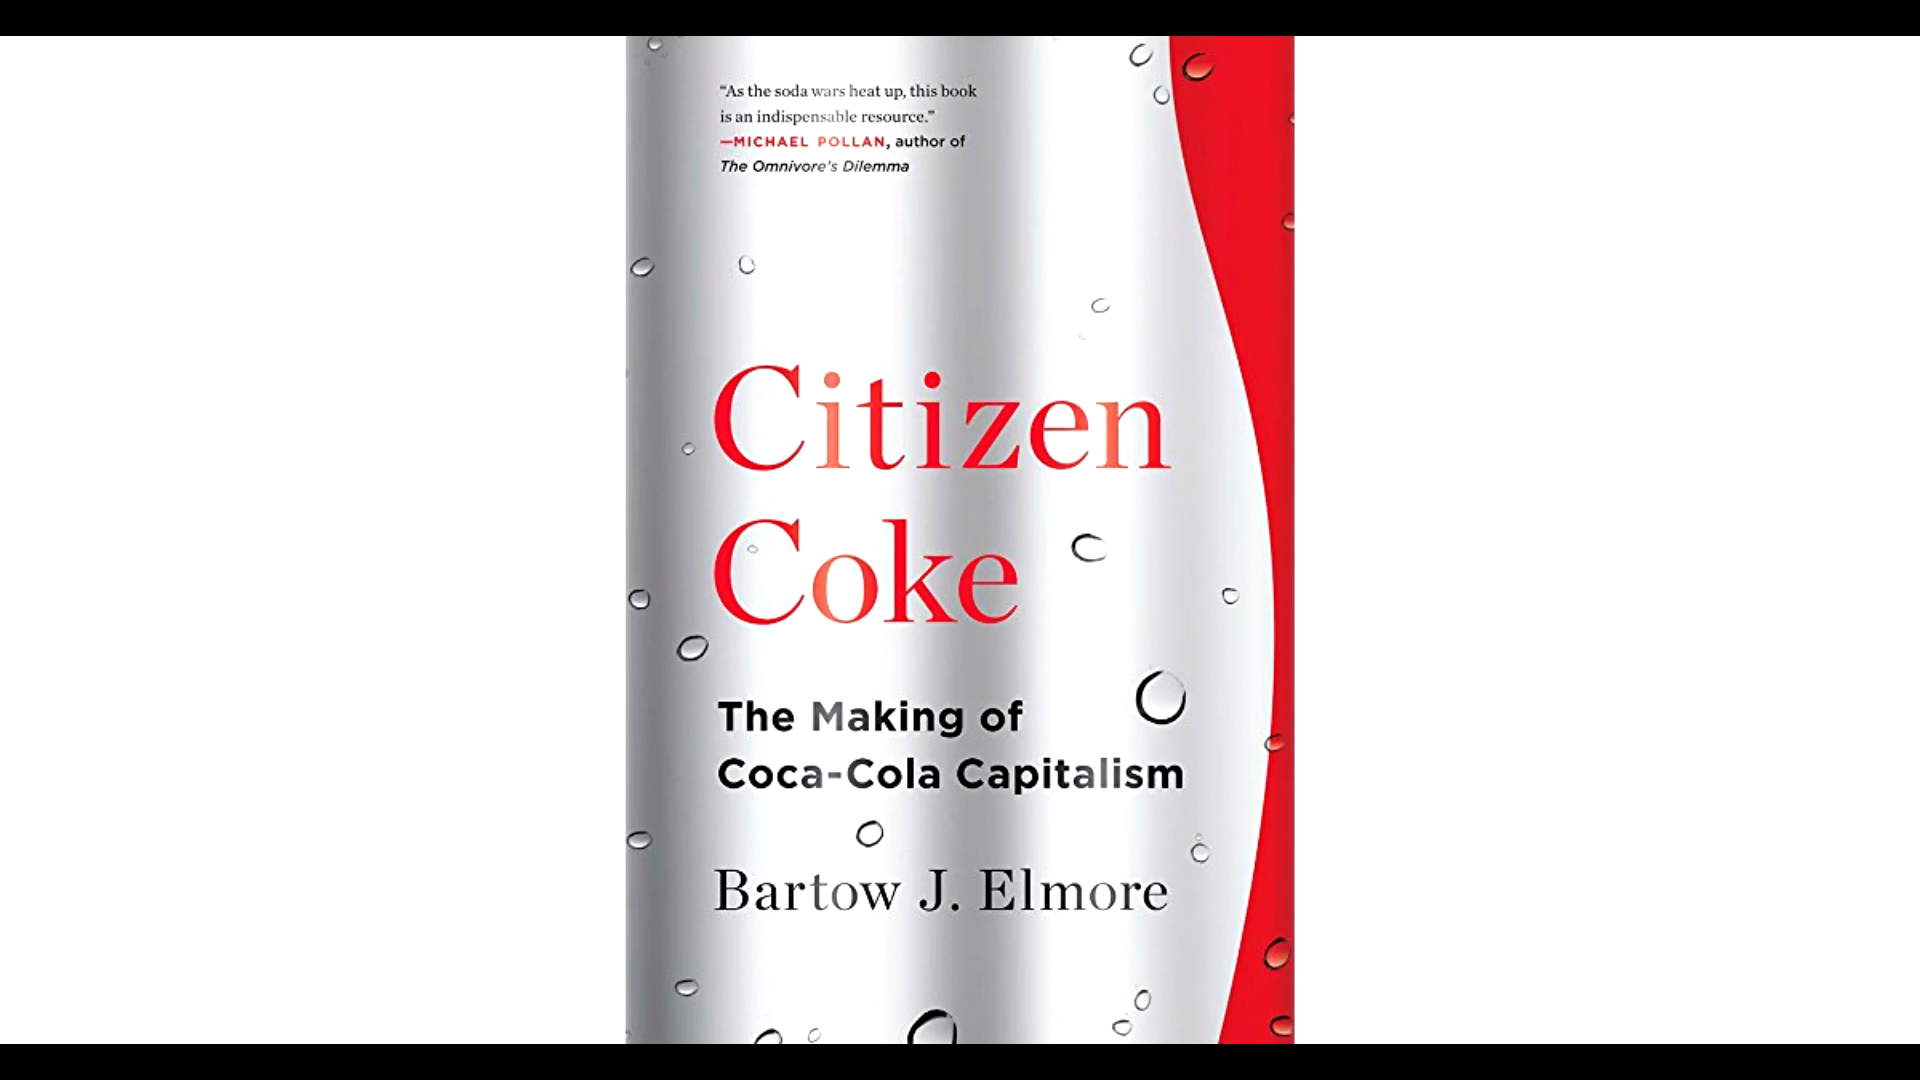 “As the soda wars heat up, this book
is an indispensable resource.”
—MICHAEL POLLAN, author of
The Omnivore’s Dilemma
Citizen
Coke
The Making of
Coca-Cola Capitalism
Bartow J. Elmore